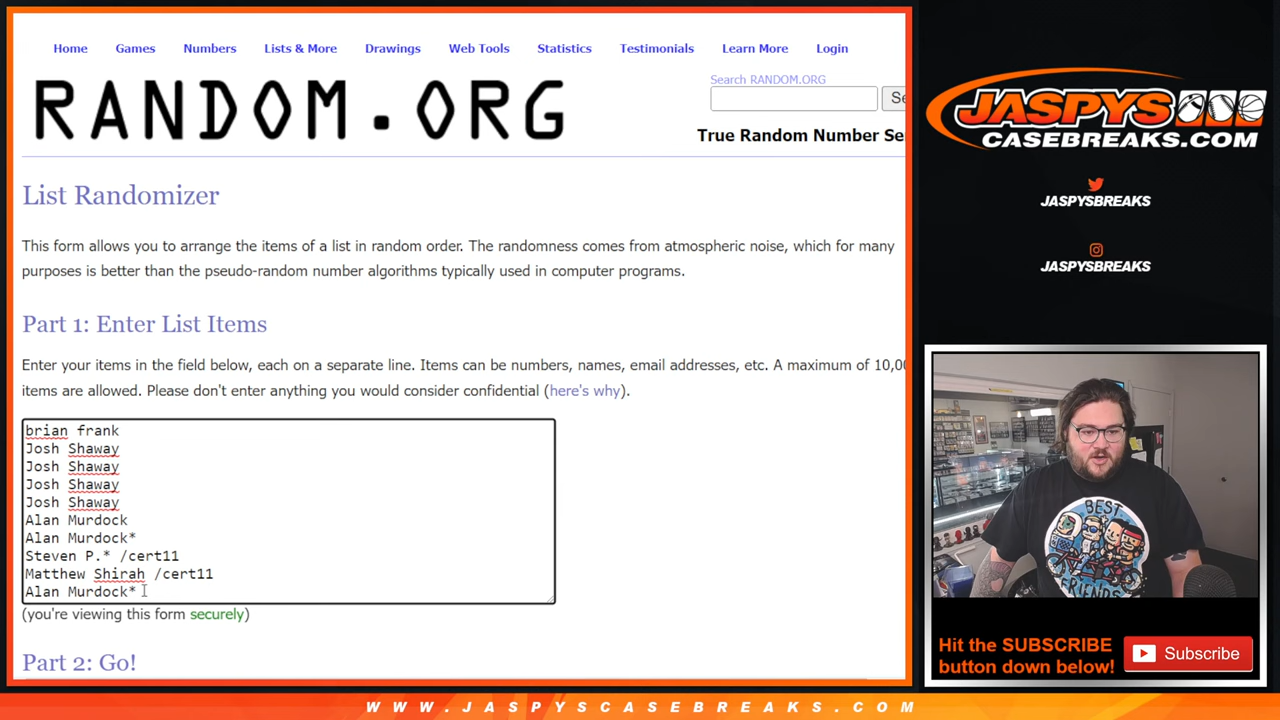 Home Games Numbers Lists & More Drawings Web Tools Statistics Testimonials Learn More Login
RANDOM.ORG
Search RANDOM.ORG
Se
True Random Number Se
List Randomizer
This form allows you to arrange the items of a list in random order. The randomness comes from atmospheric noise, which for many
purposes is better than the pseudo-random number algorithms typically used in computer programs.
Part 1: Enter List Items
Enter your items in the field below, each on a separate line. Items can be numbers, names, email addresses, etc. A maximum of 10,00
items are allowed. Please don't enter anything you would consider confidential (here's why).
brian frank
Josh Shaway
Josh Shaway
Josh Shaway
Josh Shaway
Alan Murdock
Alan Murdock*
Steven P.* /cert11
Matthew Shirah /cert11
Alan Murdock*
(you're viewing this form securely)
Part 2: Go!
JASPYS
CASEBREAKS.COM
JASPYSBREAKS
JASPYSBREAKS
BEST
FRIENDS
Hit the SUBSCRIBE
button down below!
Subscribe
WWW.JASPYSCASEBREAKS.COM